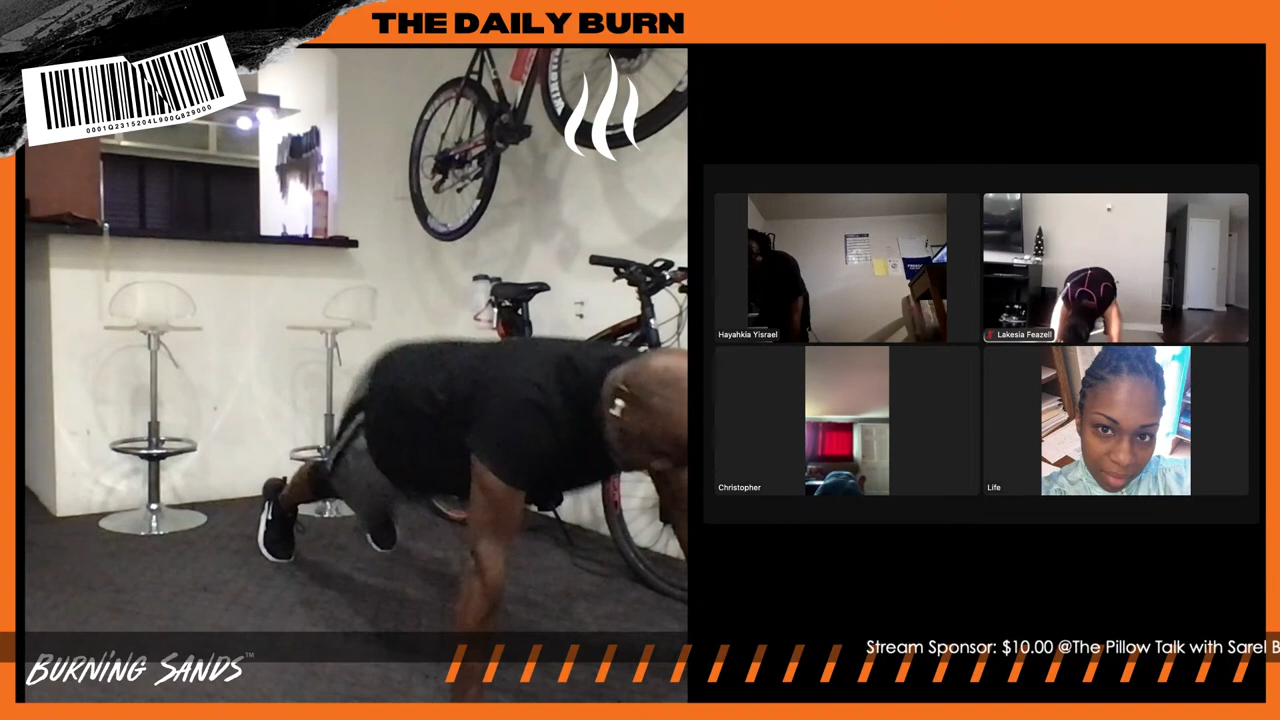 THE DAILY BURN
Hayahkia Yisrael
Lakesia Feazell
Christopher
Life
Stream Sponsor: $10.00 @The Pillow Talk with Sarel B
BURNING SANDS™